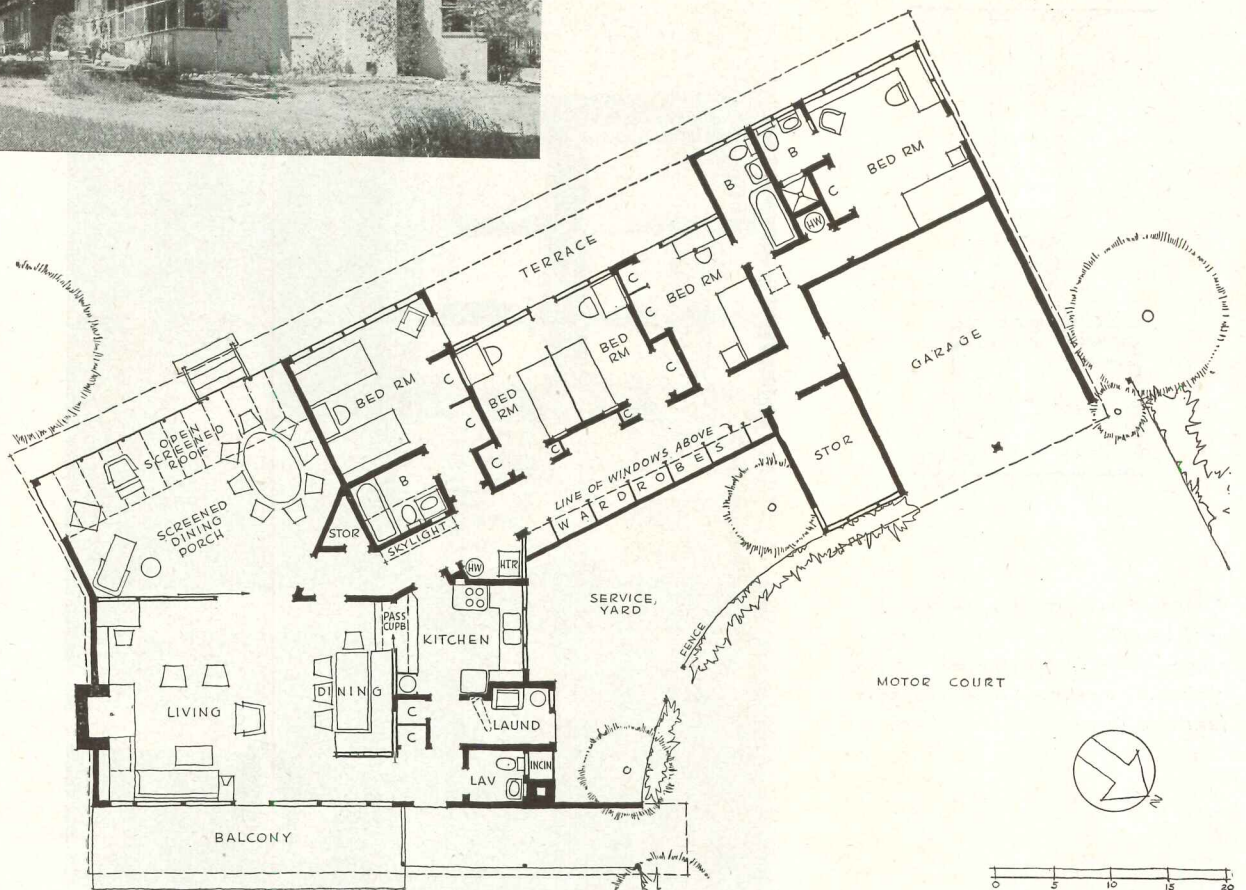 B
BED RM
B
C
HW
TERRACE
C
BED RM
C
GARAGE
BED RM
C
BED
RM
C
BED
RM
C
C
C
C
STOR
LINE OF WINDOWS ABOVE
WARDROBES
OPEN
SCREENED
ROOF
SCREENED
DINING
PORCH
STOR
B
SKYLIGHT
HW
HTR
SERVICE
YARD
FENCE
MOTOR COURT
PASS
CUPB
KITCHEN
LIVING
DINING
C
C
LAUND
LAV
INCIN
BALCONY
N
0 5 10 15 20